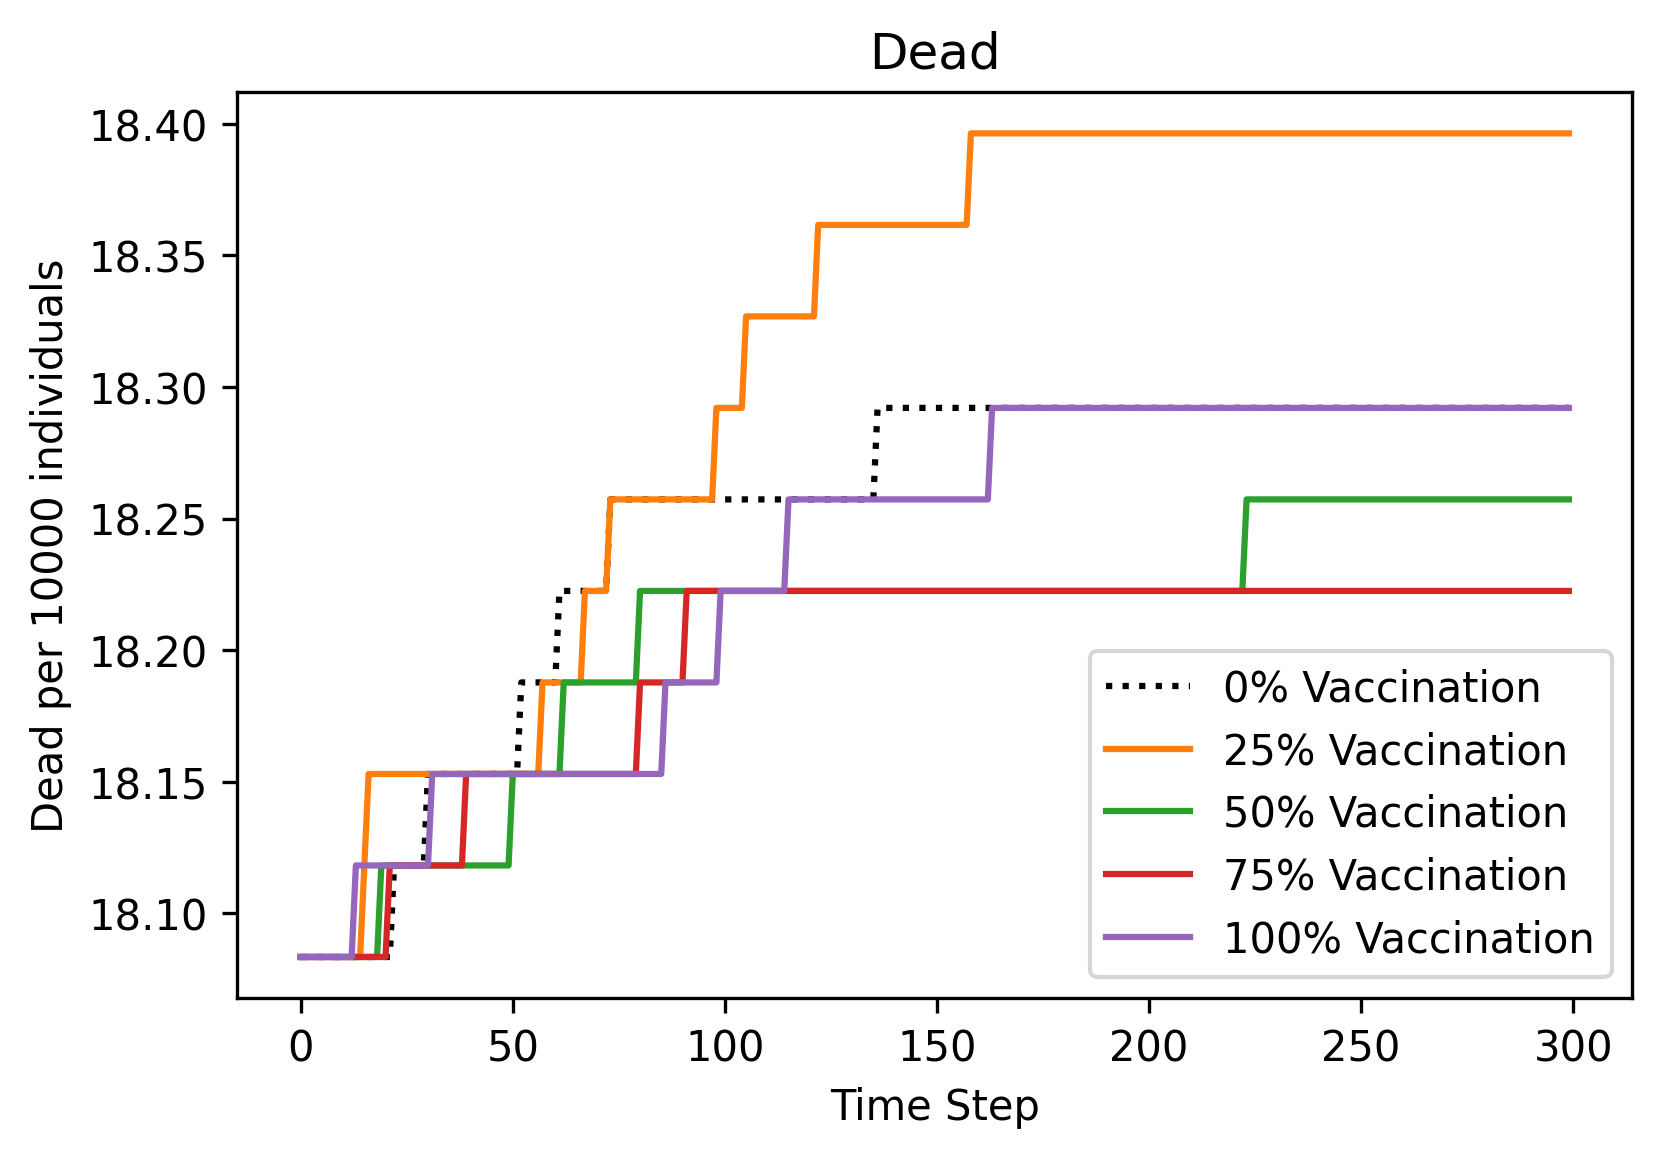 Dead
Dead per 10000 individuals
18.40
18.35
18.30
18.25
18.20
18.15
18.10
0% Vaccination
25% Vaccination
50% Vaccination
75% Vaccination
100% Vaccination
0 50 100 150 200 250 300
Time Step